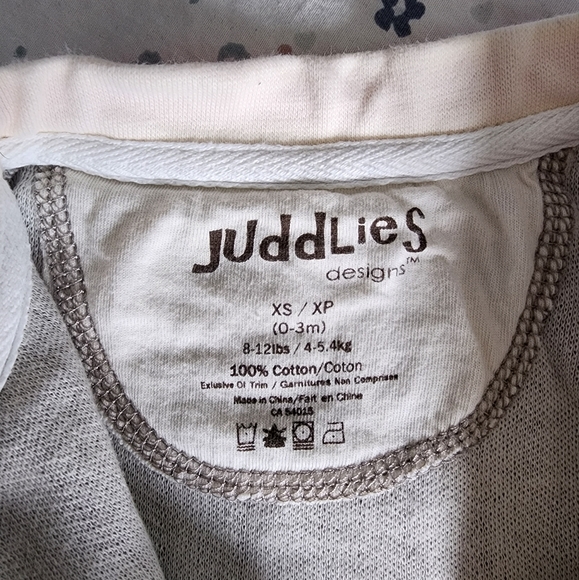 JUddLieS
designs™
XS / XP
(0-3m)
8-12lbs / 4-5.4kg
100% Cotton/Coton
Exlusive Of Trim / Garnitures Non Comprises
Made in China/Fait en Chine
CA 54015